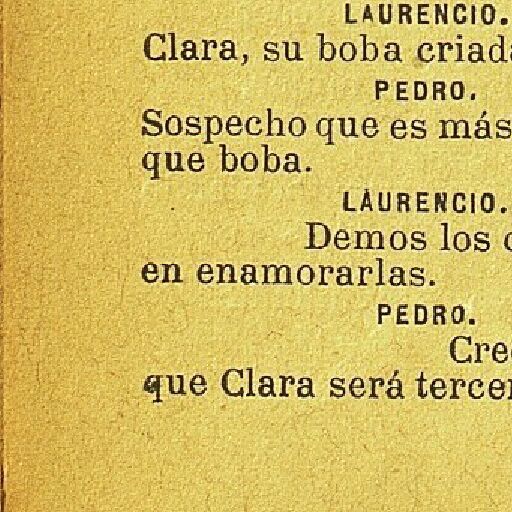 LAURENCIO.
Clara, su boba criada
PEDRO.
Sospecho que es más
que boba.
LAURENCIO.
Demos los
en enamorarlas.
PEDRO.
que Clara será